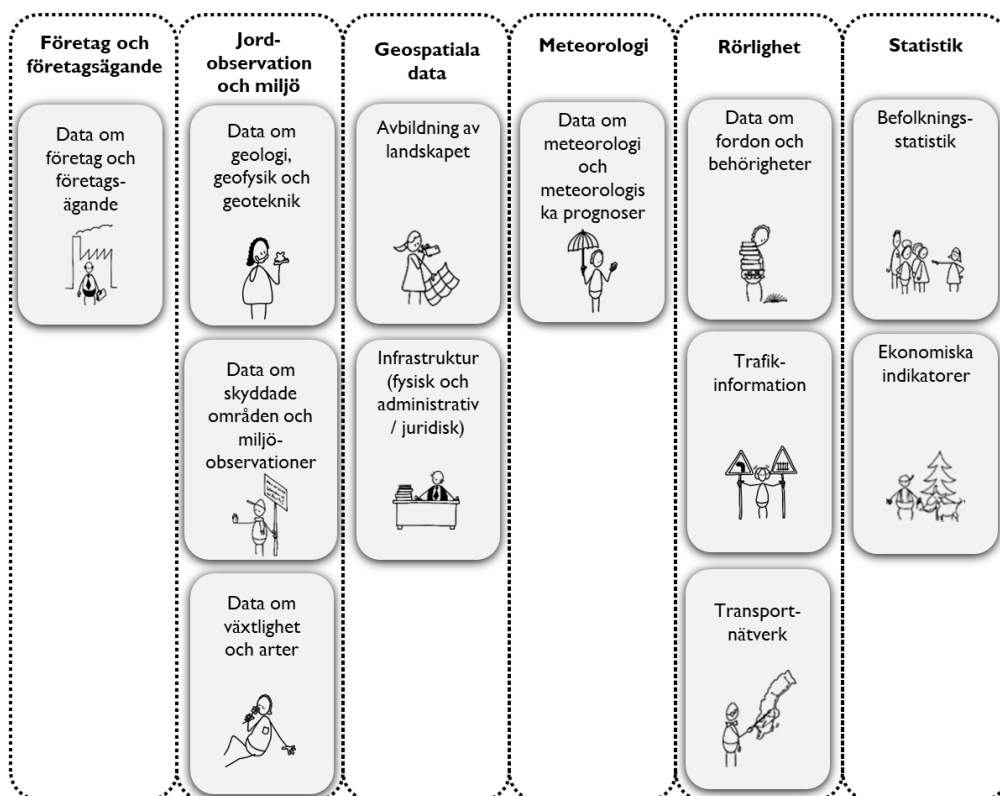 Företag och
företagsägande
Data om
företag och
företags-
ägande
Jord-
observation
och miljö
Data om
geologi,
geofysik och
geoteknik
Data om
skyddade
områden och
miljö-
observationer
Data om
växtlighet
och arter
Geospatiala
data
Avbildning av
landskapet
Infrastruktur
(fysisk och
administrativ
/ juridisk)
Meteorologi
Data om
meteorologi
och
meteorologis
ka prognoser
Rörlighet
Data om
fordon och
behörigheter
Trafik-
information
Transport-
nätverk
Statistik
Befolknings-
statistik
Ekonomiska
indikatorer